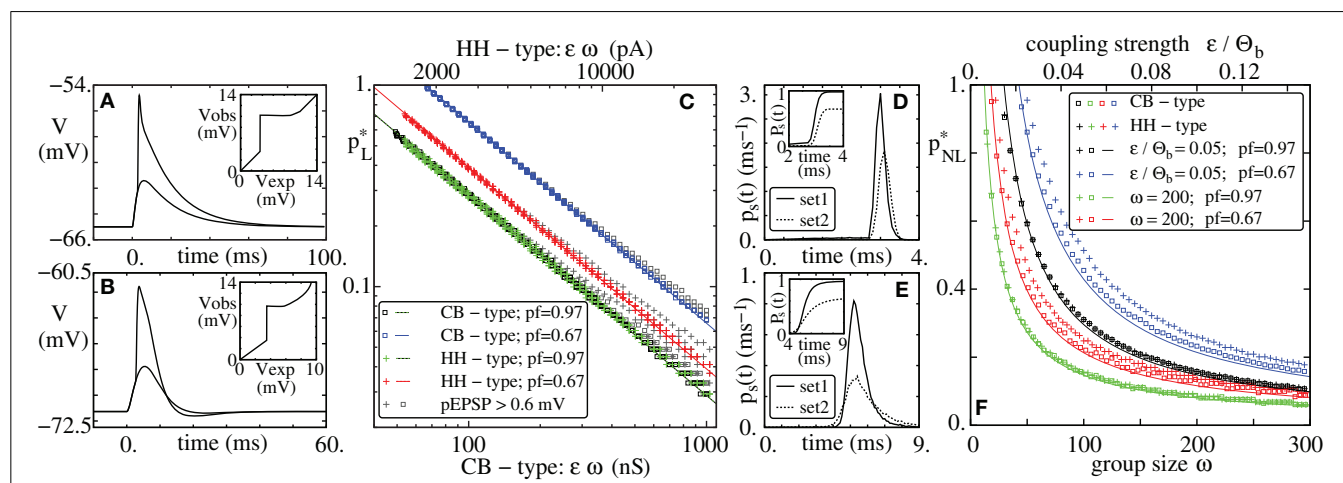 A
−54.
V
(mV)
−66.
0.
time (ms)
100.
14
Vobs
(mV)
0
0
Vexp
(mV)
14
B
−60.5
V
(mV)
−72.5
0.
time (ms)
60.
14
Vobs
(mV)
0
0
Vexp
(mV)
10
HH − type: ε ω (pA)
2000
10000
C
1.
p*L
0.1
CB − type; pf=0.97
CB − type; pf=0.67
HH − type; pf=0.97
HH − type; pf=0.67
pEPSP > 0.6 mV
100
1000
CB − type: ε ω (nS)
D
3.
pS(t) (ms−1)
0.
time (ms)
4.
1
PS(t)
0
2
time
(ms)
4
set1
set2
E
1.
pS(t) (ms−1)
0.
time (ms)
9.
1
PS(t)
0
4
time
(ms)
9
set1
set2
coupling strength ε / Θb
0
0.04
0.08
0.12
1.
p*NL
0.4
0.
CB − type
HH − type
ε / Θb = 0.05; pf=0.97
ε / Θb = 0.05; pf=0.67
ω = 200; pf=0.97
ω = 200; pf=0.67
F
0
100
200
300
group size ω